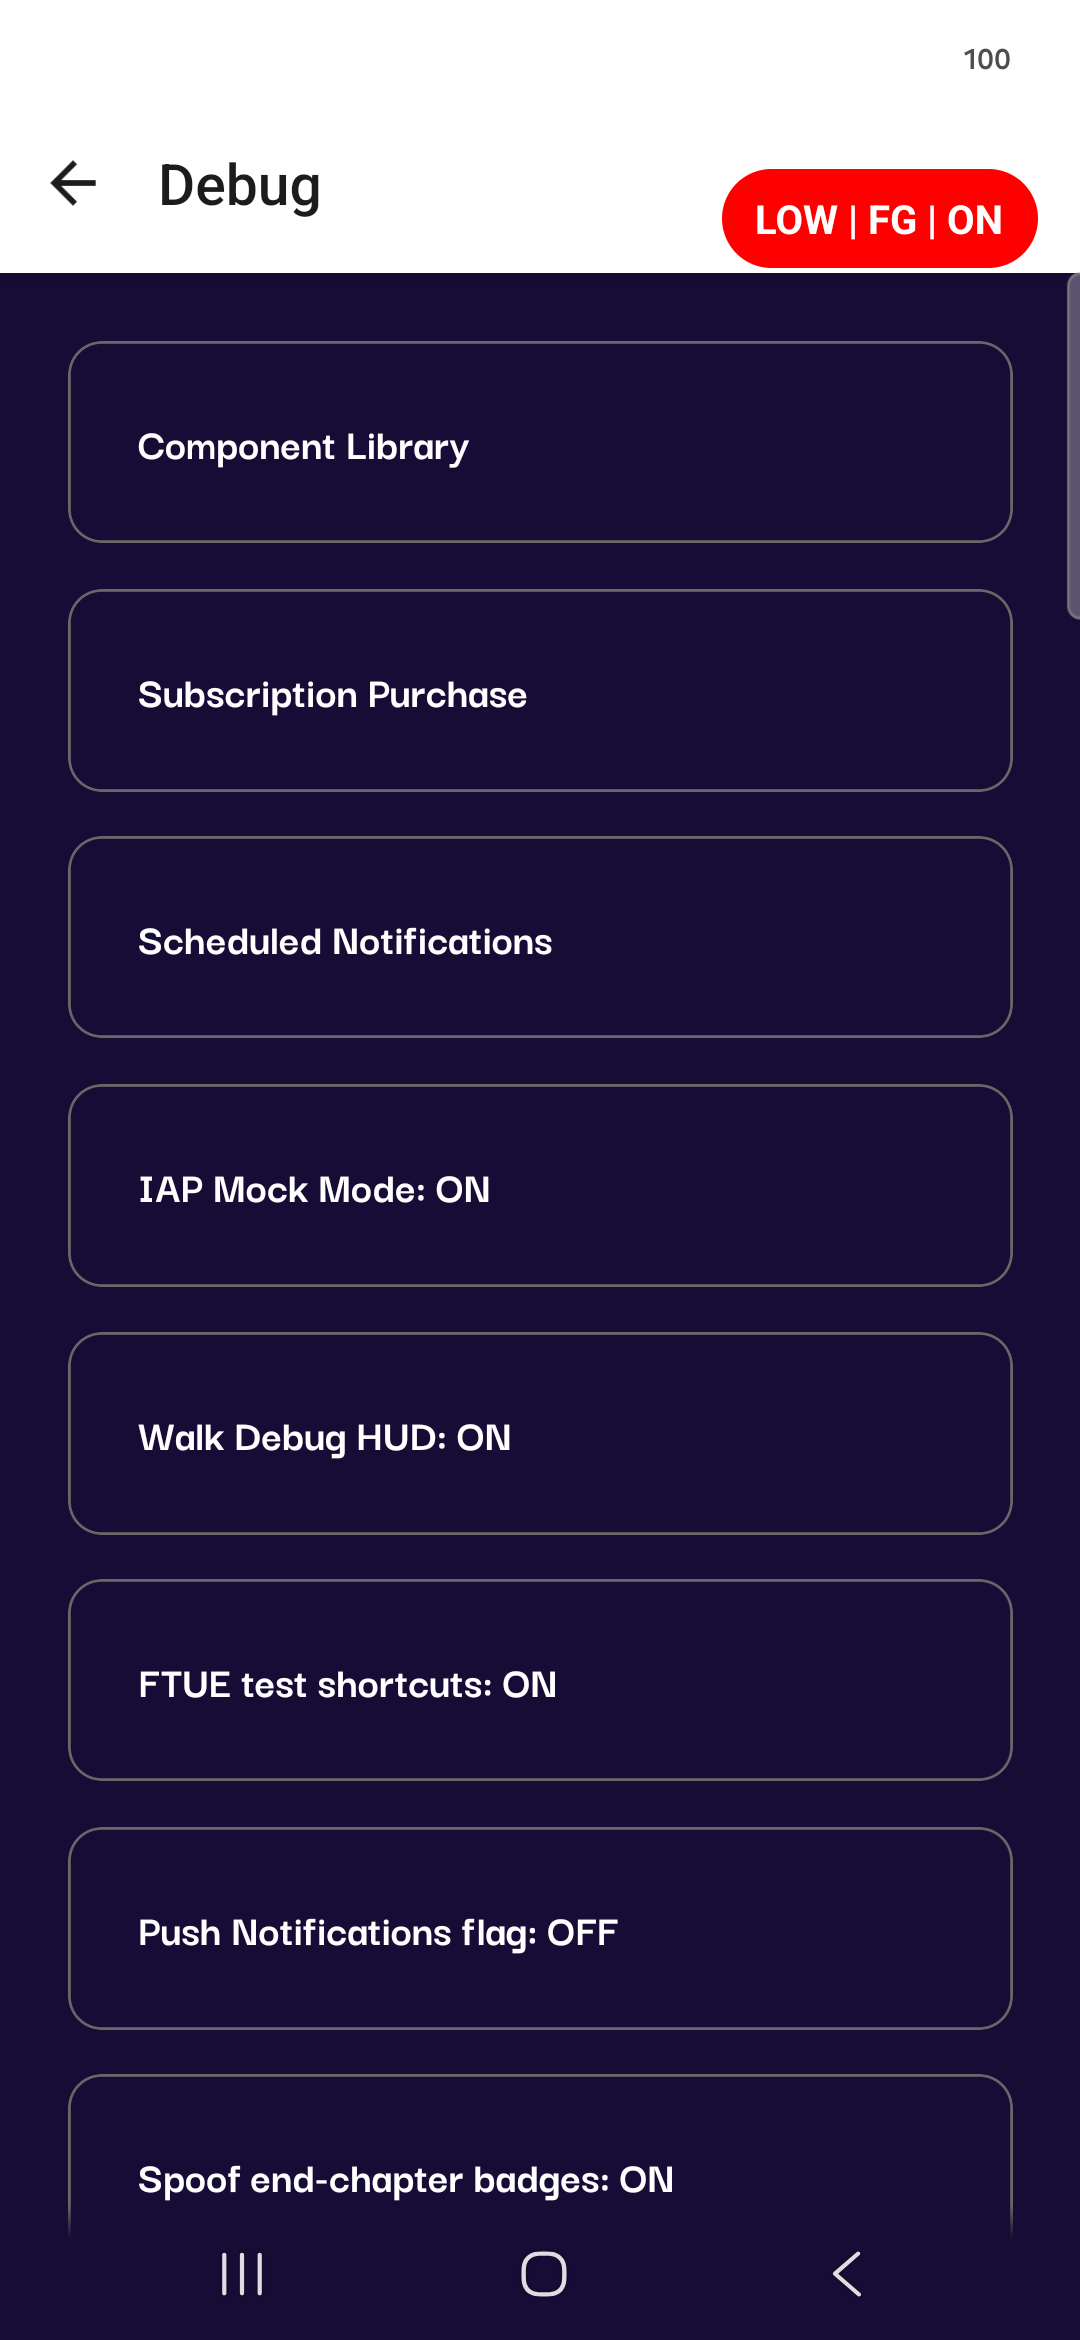 100
Debug
LOW | FG | ON
Component Library
Subscription Purchase
Scheduled Notifications
IAP Mock Mode: ON
Walk Debug HUD: ON
FTUE test shortcuts: ON
Push Notifications flag: OFF
Spoof end-chapter badges: ON